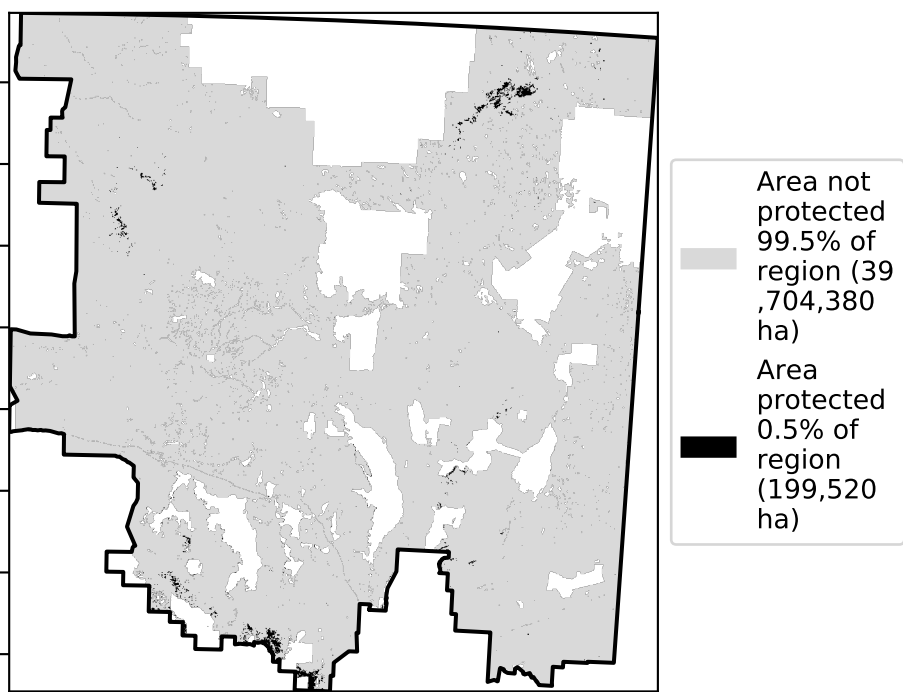 Area not
protected
99.5% of
region (39
,704,380
ha)
Area
protected
0.5% of
region
(199,520
ha)